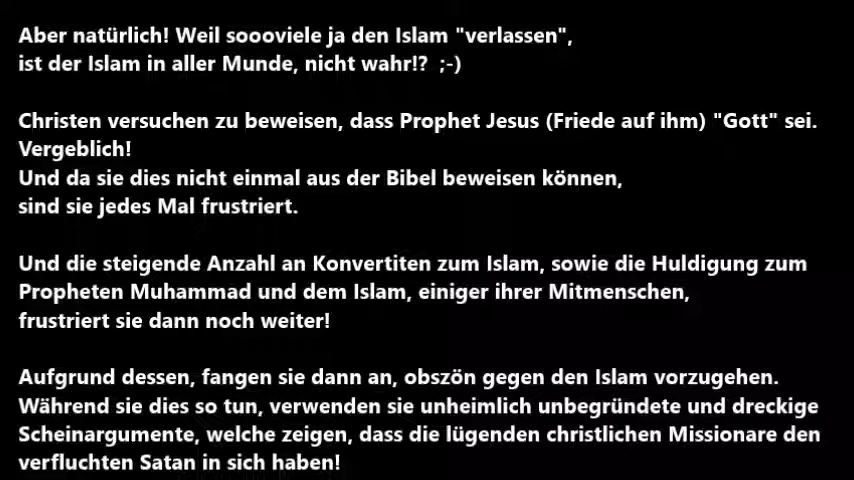 Aber natürlich! Weil soooviele ja den Islam "verlassen",
ist der Islam in aller Munde, nicht wahr!?  ;-)
Christen versuchen zu beweisen, dass Prophet Jesus (Friede auf ihm) "Gott" sei.
Vergeblich!
Und da sie dies nicht einmal aus der Bibel beweisen können,
sind sie jedes Mal frustriert.
Und die steigende Anzahl an Konvertiten zum Islam, sowie die Huldigung zum
Propheten Muhammad und dem Islam, einiger ihrer Mitmenschen,
frustriert sie dann noch weiter!
Aufgrund dessen, fangen sie dann an, obszön gegen den Islam vorzugehen.
Während sie dies so tun, verwenden sie unheimlich unbegründete und dreckige
Scheinargumente, welche zeigen, dass die lügenden christlichen Missionare den
verfluchten Satan in sich haben!